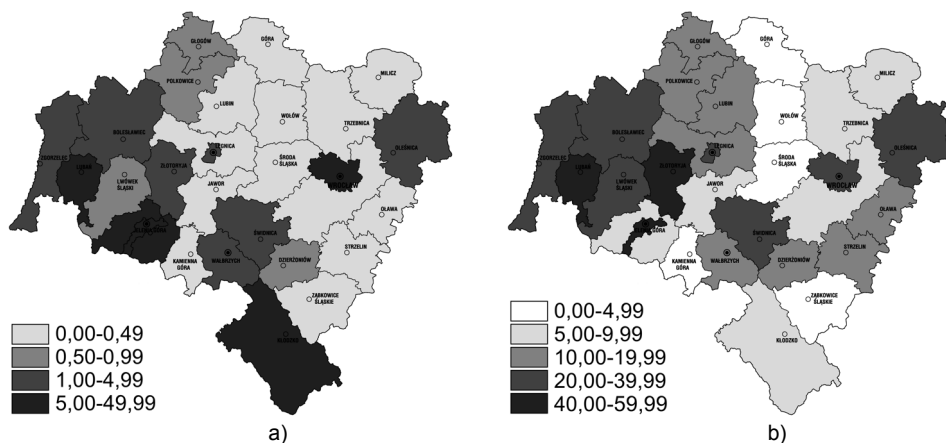 GŁOGÓW
GÓRA
POLKOWICE
MILICZ
LUBIN
WOŁÓW
TRZEBNICA
BOLESŁAWIEC
LEGNICA
OLEŚNICA
ZGORZELEC
LUBAŃ
ZŁOTORYJA
ŚRODA
ŚLĄSKA
LWÓWEK
ŚLĄSKI
WROCŁAW
JAWOR
OŁAWA
JELENIA GÓRA
ŚWIDNICA
STRZELIN
KAMIENNA
GÓRA
WAŁBRZYCH
DZIERŻONIÓW
ZĄBKOWICE
ŚLĄSKIE
KŁODZKO
0,00-0,49
0,50-0,99
1,00-4,99
5,00-49,99
a)
GŁOGÓW
GÓRA
POLKOWICE
MILICZ
LUBIN
WOŁÓW
TRZEBNICA
BOLESŁAWIEC
LEGNICA
OLEŚNICA
ZGORZELEC
LUBAŃ
ZŁOTORYJA
ŚRODA
ŚLĄSKA
LWÓWEK
ŚLĄSKI
WROCŁAW
JAWOR
OŁAWA
JELENIA GÓRA
ŚWIDNICA
STRZELIN
KAMIENNA
GÓRA
WAŁBRZYCH
DZIERŻONIÓW
ZĄBKOWICE
ŚLĄSKIE
KŁODZKO
0,00-4,99
5,00-9,99
10,00-19,99
20,00-39,99
40,00-59,99
b)